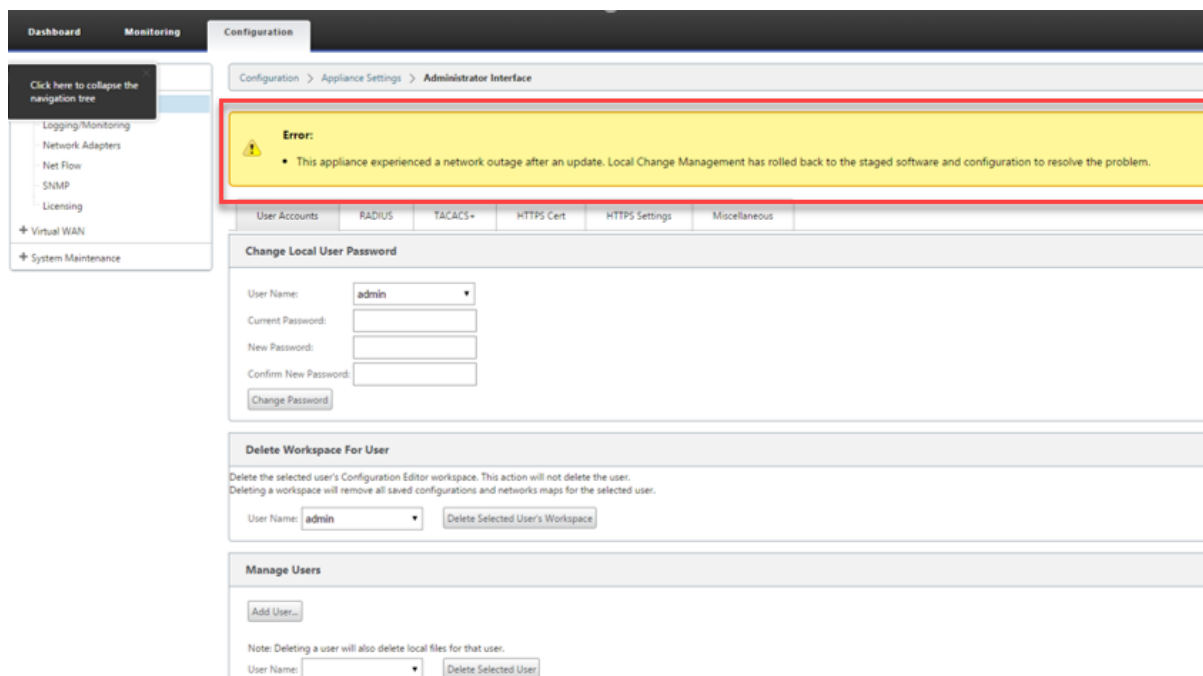 Dashboard
Monitoring
Configuration
Click here to collapse the
navigation tree
Logging/Monitoring
Network Adapters
Net Flow
SNMP
Licensing
+ Virtual WAN
+ System Maintenance
Configuration > Appliance Settings > Administrator Interface
Error:
• This appliance experienced a network outage after an update. Local Change Management has rolled back to the staged software and configuration to resolve the problem.
User Accounts
RADIUS
TACACS+
HTTPS Cert
HTTPS Settings
Miscellaneous
Change Local User Password
User Name: admin
Current Password:
New Password:
Confirm New Password:
Change Password
Delete Workspace For User
Delete the selected user's Configuration Editor workspace. This action will not delete the user.
Deleting a workspace will remove all saved configurations and networks maps for the selected user.
User Name: admin Delete Selected User's Workspace
Manage Users
Add User...
Note: Deleting a user will also delete local files for that user.
User Name: Delete Selected User